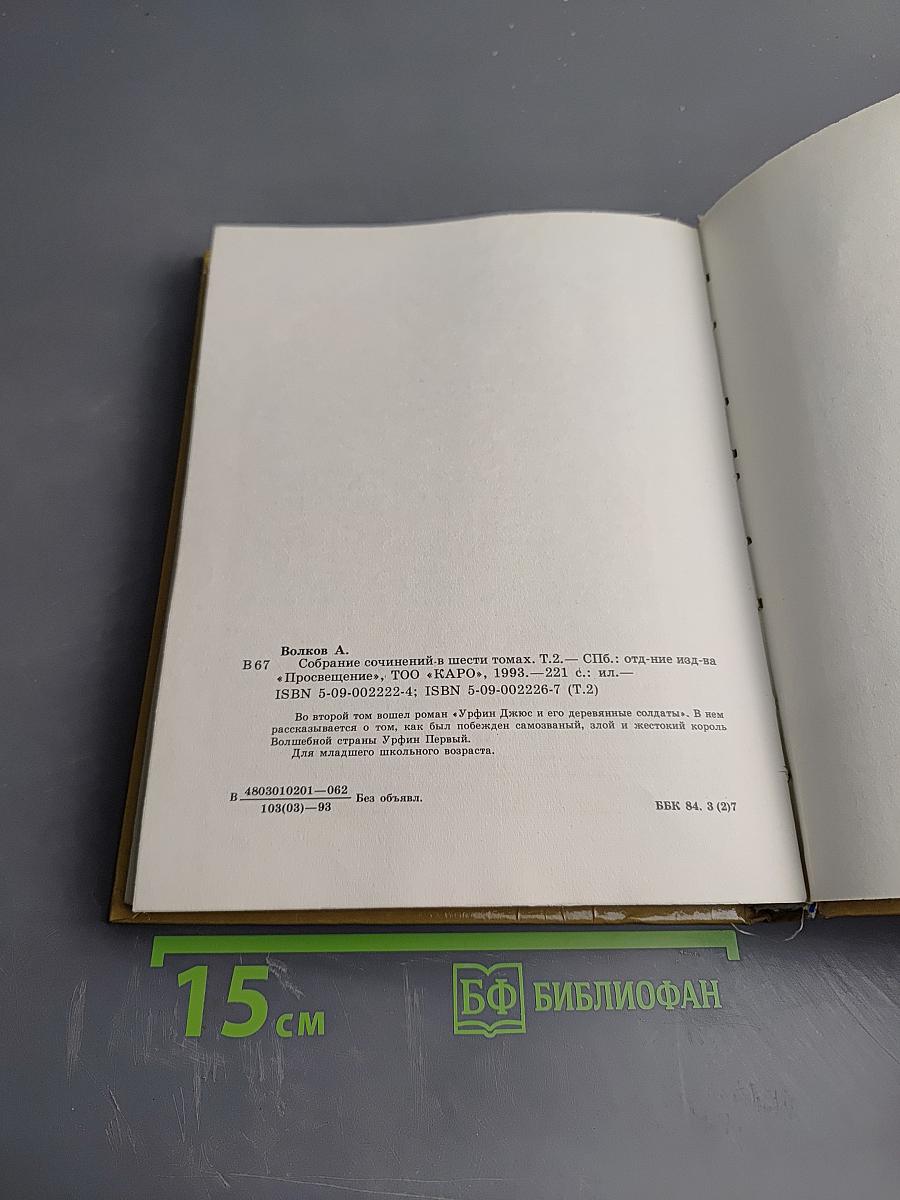 Волков А.
В 67 Собрание сочинений в шести томах. Т.2.— СПб.: отд-ние изд-ва
«Просвещение», ТОО «КАРО», 1993.—221 с.: ил.—
ISBN 5-09-002222-4; ISBN 5-09-002226-7 (Т.2)
Во второй том вошел роман «Урфин Джюс и его деревянные солдаты». В нем
рассказывается о том, как был побежден самозваный, злой и жестокий король
Волшебной страны Урфин Первый.
Для младшего школьного возраста.
4803010201—062
В Без объявл.
103(03)—93
ББК 84. 3 (2)7
15 см
БФ БИБЛИОФАН